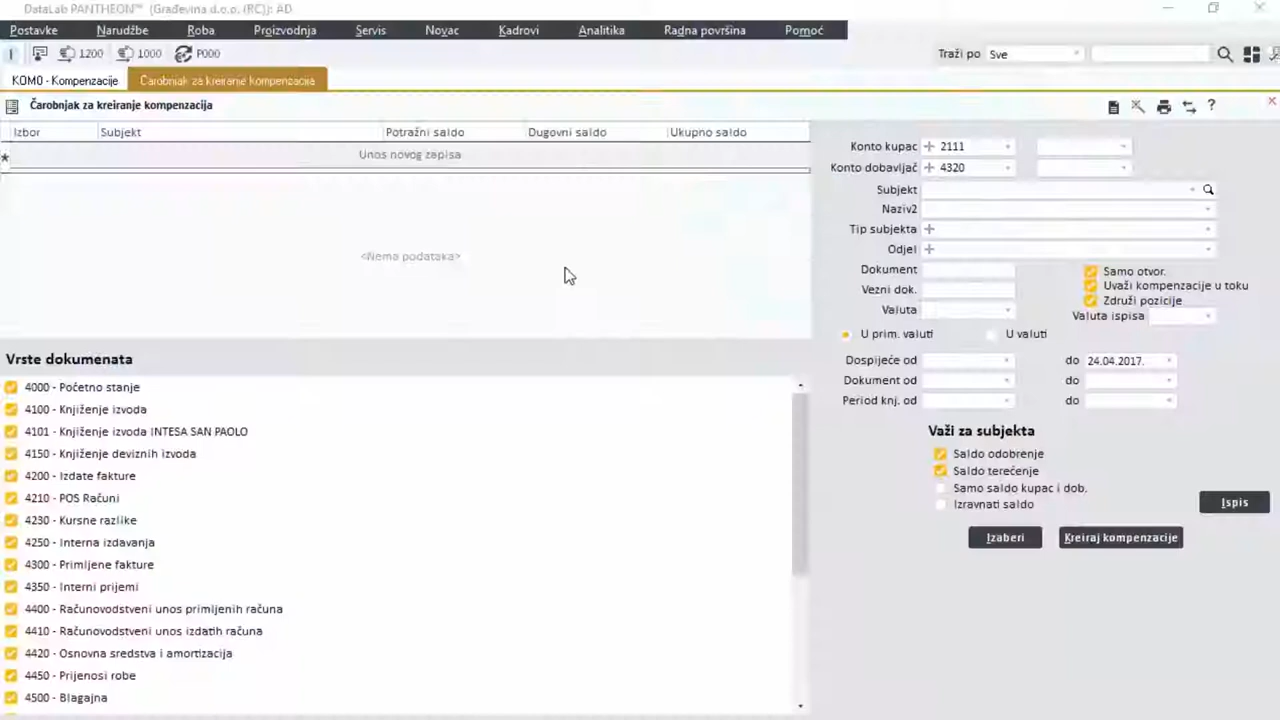 DataLab PANTHEON™ (Građevina d.o.o. (RC)): AD
Postavke Narudžbe Roba Proizvodnja Servis Novac Kadrovi Analitika Radna površina Pomoć
1200 1000 P000 Traži po Sve
KOM0 - Kompenzacije Čarobnjak za kreiranje kompenzacija
Čarobnjak za kreiranje kompenzacija ?
Izbor Subjekt Potražni saldo Dugovni saldo Ukupno saldo
Unos novog zapisa
<Nema podataka>
Vrste dokumenata
4000 - Početno stanje
4100 - Knjiženje izvoda
4101 - Knjiženje izvoda INTESA SAN PAOLO
4150 - Knjiženje deviznih izvoda
4200 - Izdate fakture
4210 - POS Računi
4230 - Kursne razlike
4250 - Interna izdavanja
4300 - Primljene fakture
4350 - Interni prijemi
4400 - Računovodstveni unos primljenih računa
4410 - Računovodstveni unos izdatih računa
4420 - Osnovna sredstva i amortizacija
4450 - Prijenosi robe
4500 - Blagajna
Konto kupac 2111
Konto dobavljač 4320
Subjekt
Naziv2
Tip subjekta
Odjel
Dokument Samo otvor.
Vezni dok. Uvaži kompenzacije u toku
Združi pozicije
Valuta Valuta ispisa
U prim. valuti U valuti
Dospijeće od do 24.04.2017.
Dokument od do
Period knj. od do
Važi za subjekta
Saldo odobrenje
Saldo terećenje
Samo saldo kupac i dob.
Izravnati saldo
Ispis
Izaberi Kreiraj kompenzacije